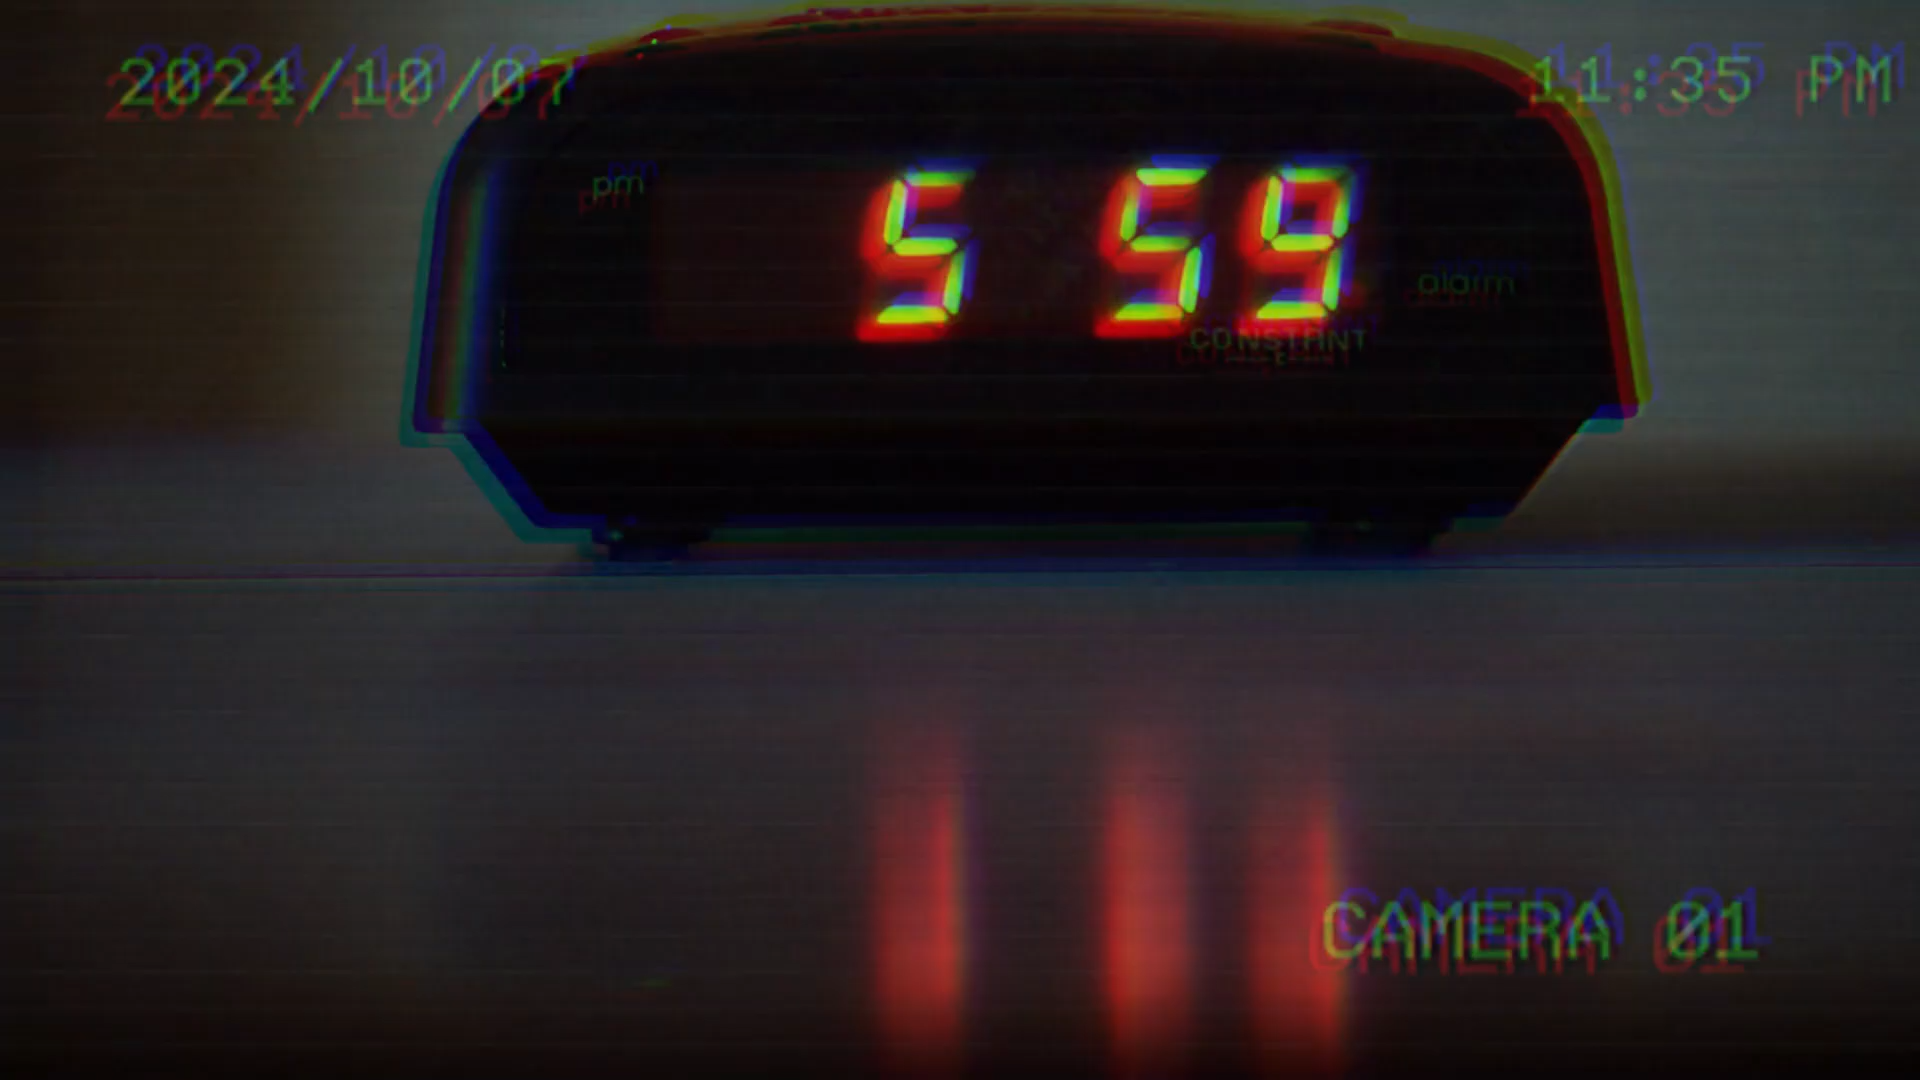 2024/10/07
11:35 PM
pm
5 59
alarm
CONSTANT
CAMERA 01